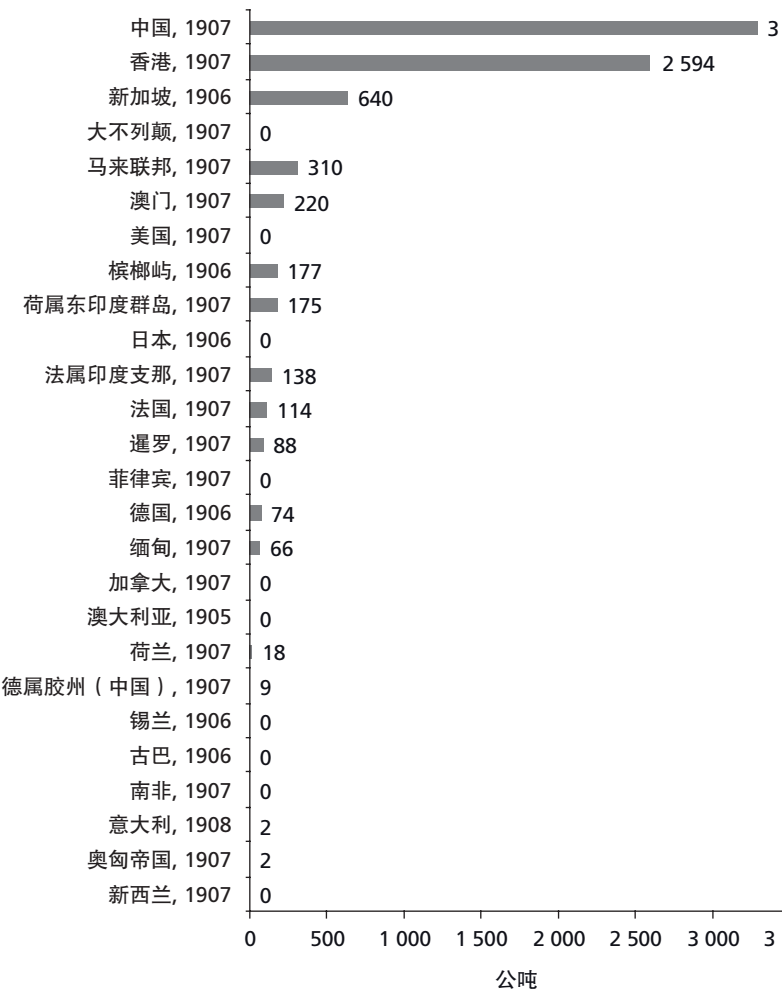 中国, 1907 3
香港, 1907 2 594
新加坡, 1906 640
大不列颠, 1907 0
马来联邦, 1907 310
澳门, 1907 220
美国, 1907 0
槟榔屿, 1906 177
荷属东印度群岛, 1907 175
日本, 1906 0
法属印度支那, 1907 138
法国, 1907 114
暹罗, 1907 88
菲律宾, 1907 0
德国, 1906 74
缅甸, 1907 66
加拿大, 1907 0
澳大利亚, 1905 0
荷兰, 1907 18
德属胶州（中国）, 1907 9
锡兰, 1906 0
古巴, 1906 0
南非, 1907 0
意大利, 1908 2
奥匈帝国, 1907 2
新西兰, 1907 0
0 500 1 000 1 500 2 000 2 500 3 000 3
公吨